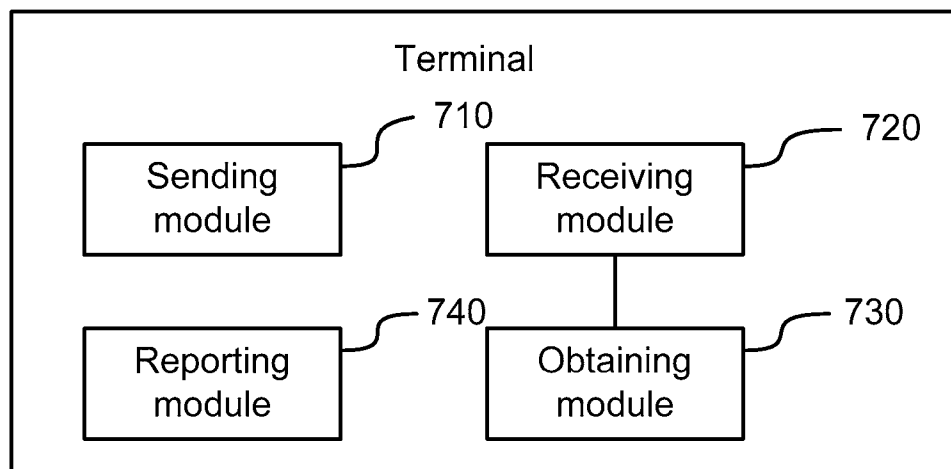 Terminal
710
720
Sending
module
Receiving
module
740
730
Reporting
module
Obtaining
module